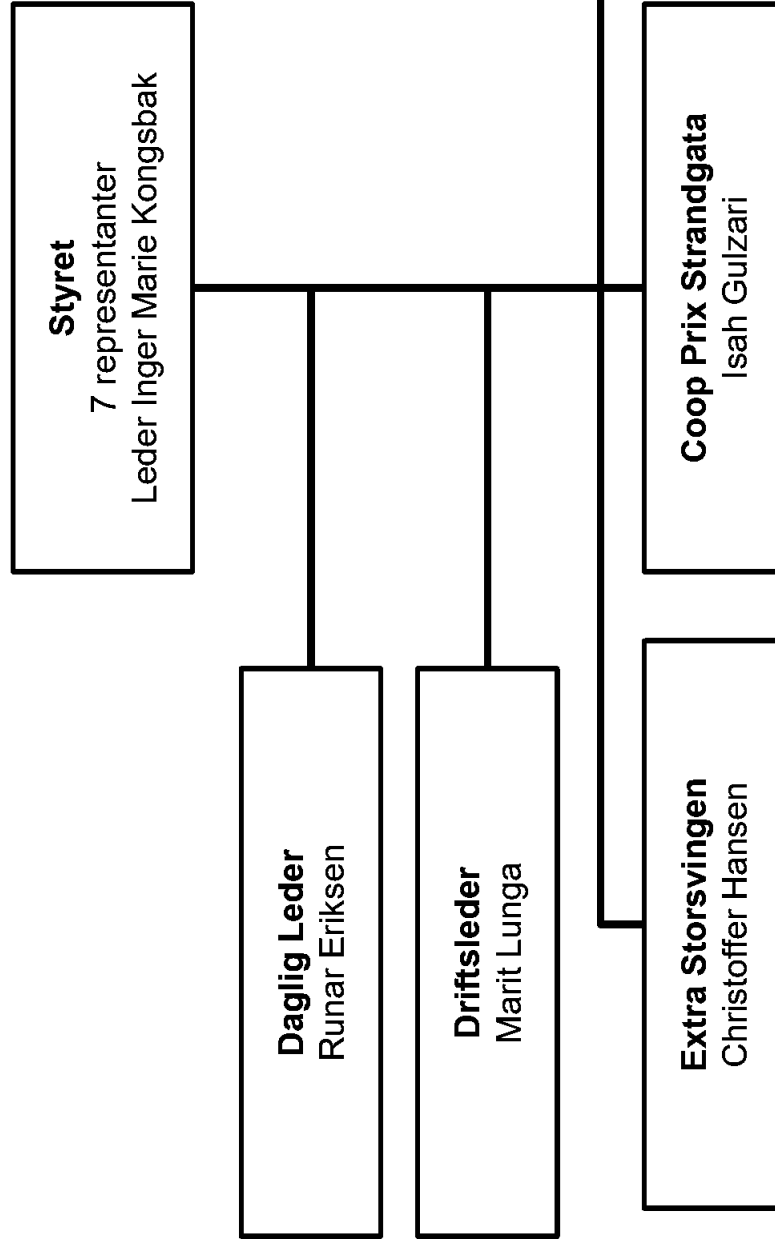 Styret
7 representanter
Leder Inger Marie Kongsbak
Daglig Leder
Runar Eriksen
Driftsleder
Marit Lunga
Extra Storsvingen
Christoffer Hansen
Coop Prix Strandgata
Isah Gulzari